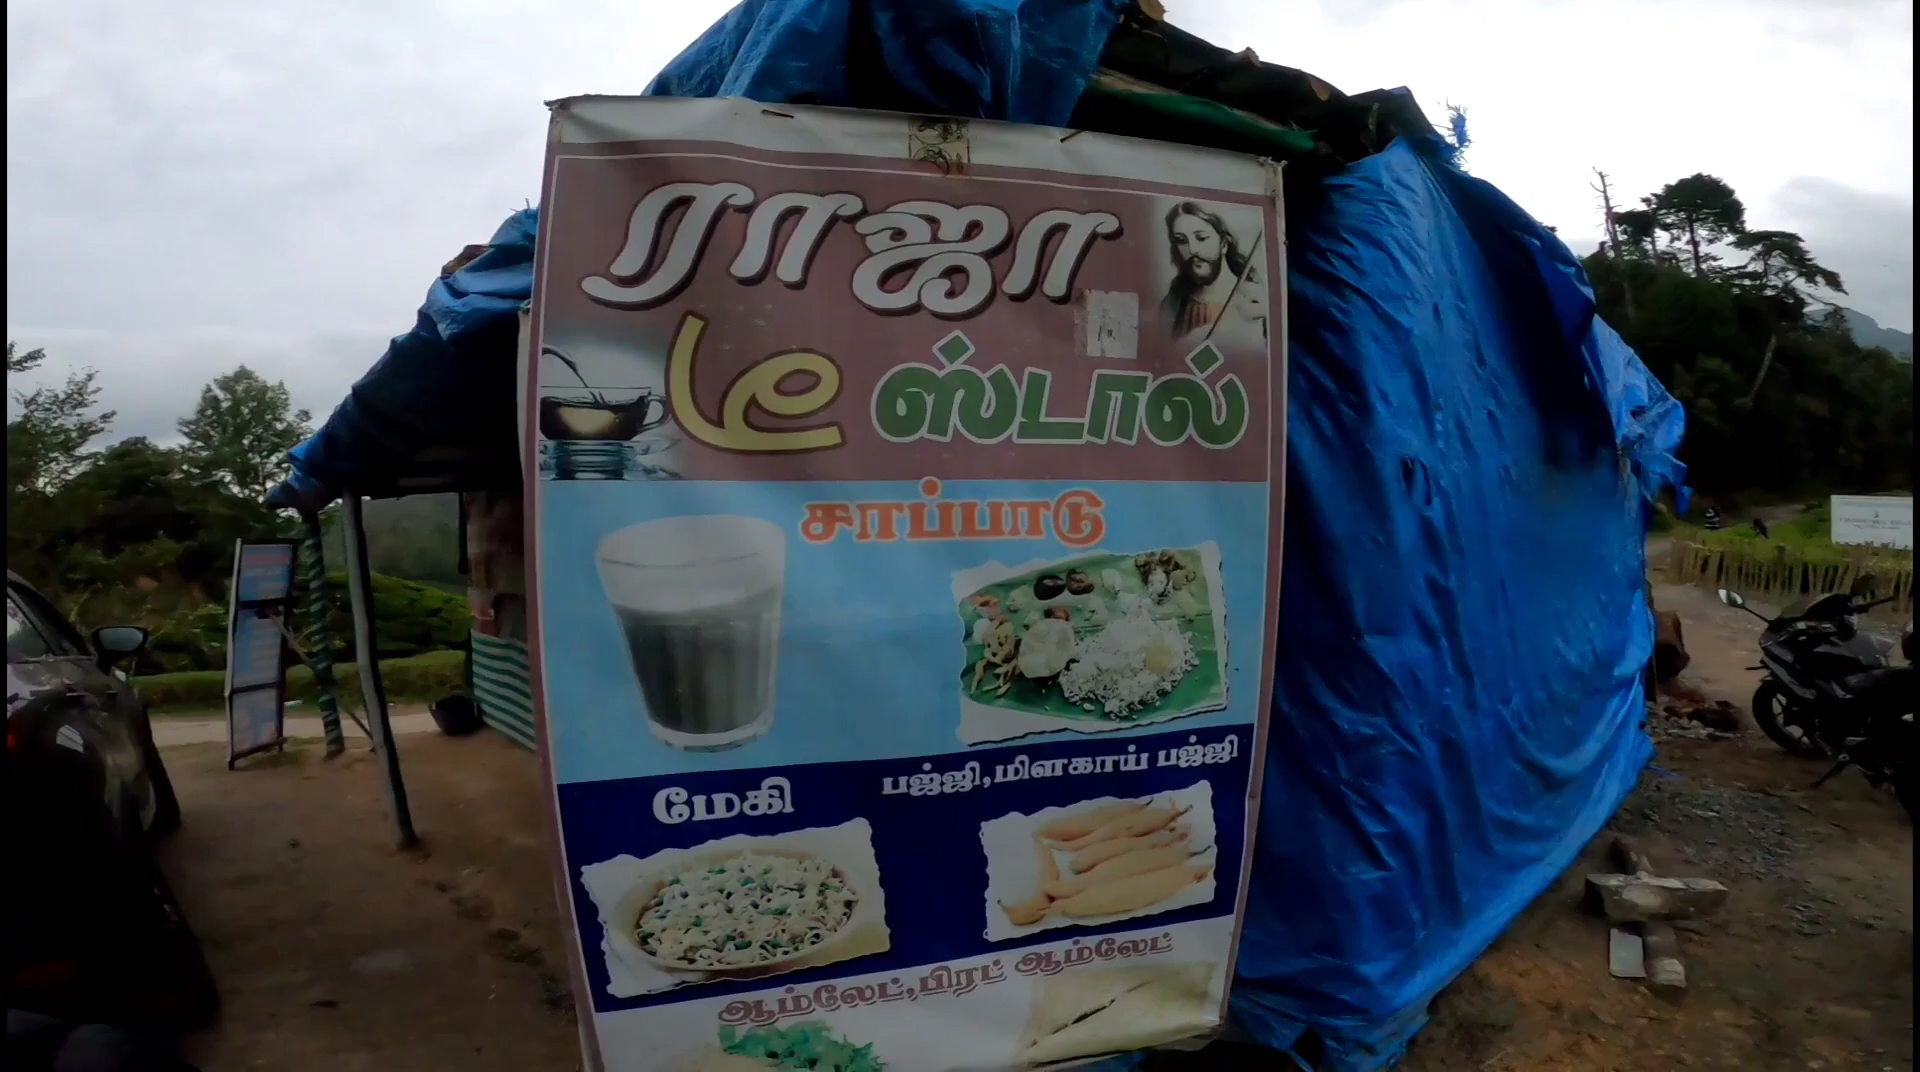 ராஜா
டீ ஸ்டால்
சாப்பாடு
மேகி
பஜ்ஜி,மிளகாய் பஜ்ஜி
ஆம்லேட்,பிரட் ஆம்லேட்